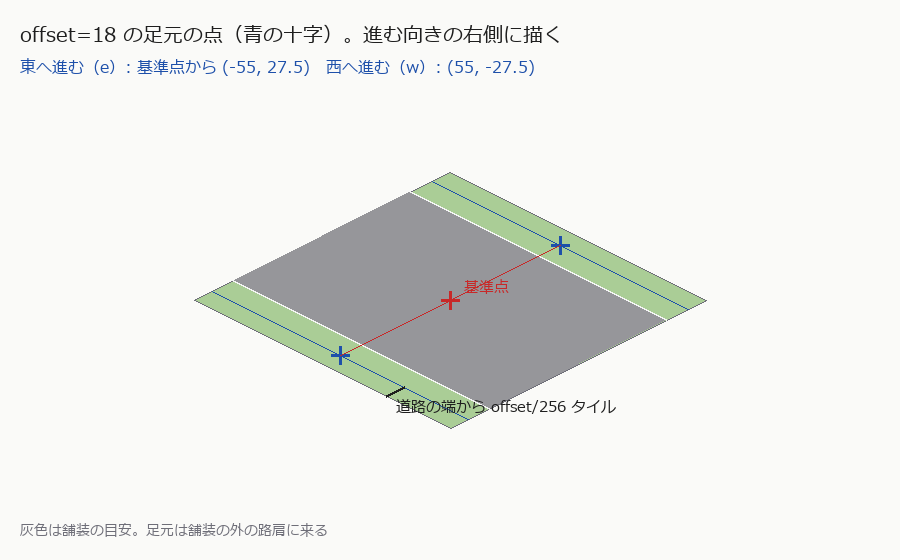 offset=18 の足元の点（青の十字）。進む向きの右側に描く
東へ進む（e）: 基準点から (-55, 27.5)　西へ進む（w）: (55, -27.5)
基準点
道路の端から offset/256 タイル
灰色は舗装の目安。足元は舗装の外の路肩に来る